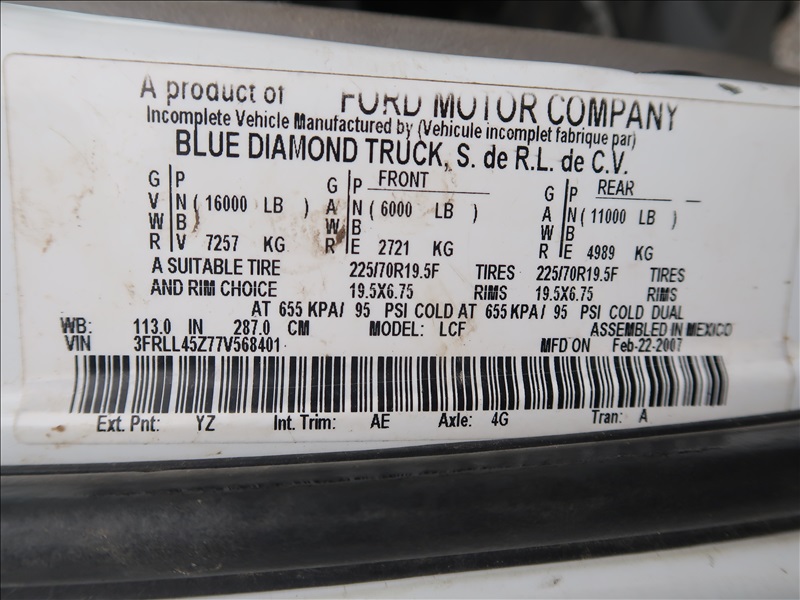 A product of FORD MOTOR COMPANY
Incomplete Vehicle Manufactured by (Vehicule incomplet fabrique par)
BLUE DIAMOND TRUCK, S. de R.L. de C.V.
G P G P FRONT G P REAR
V N ( 16000 LB ) A N ( 6000 LB ) A N ( 11000 LB )
W B W B W B
R V 7257 KG R E 2721 KG R E 4989 KG
A SUITABLE TIRE 225/70R19.5F TIRES 225/70R19.5F TIRES
AND RIM CHOICE 19.5X6.75 RIMS 19.5X6.75 RIMS
AT 655 KPA/ 95 PSI COLD AT 655 KPA/ 95 PSI COLD DUAL
WB: 113.0 IN 287.0 CM MODEL: LCF ASSEMBLED IN MEXICO
VIN 3FRLL45Z77V568401 MFD ON Feb-22-2007
Ext. Pnt: YZ Int. Trim: AE Axle: 4G Tran: A